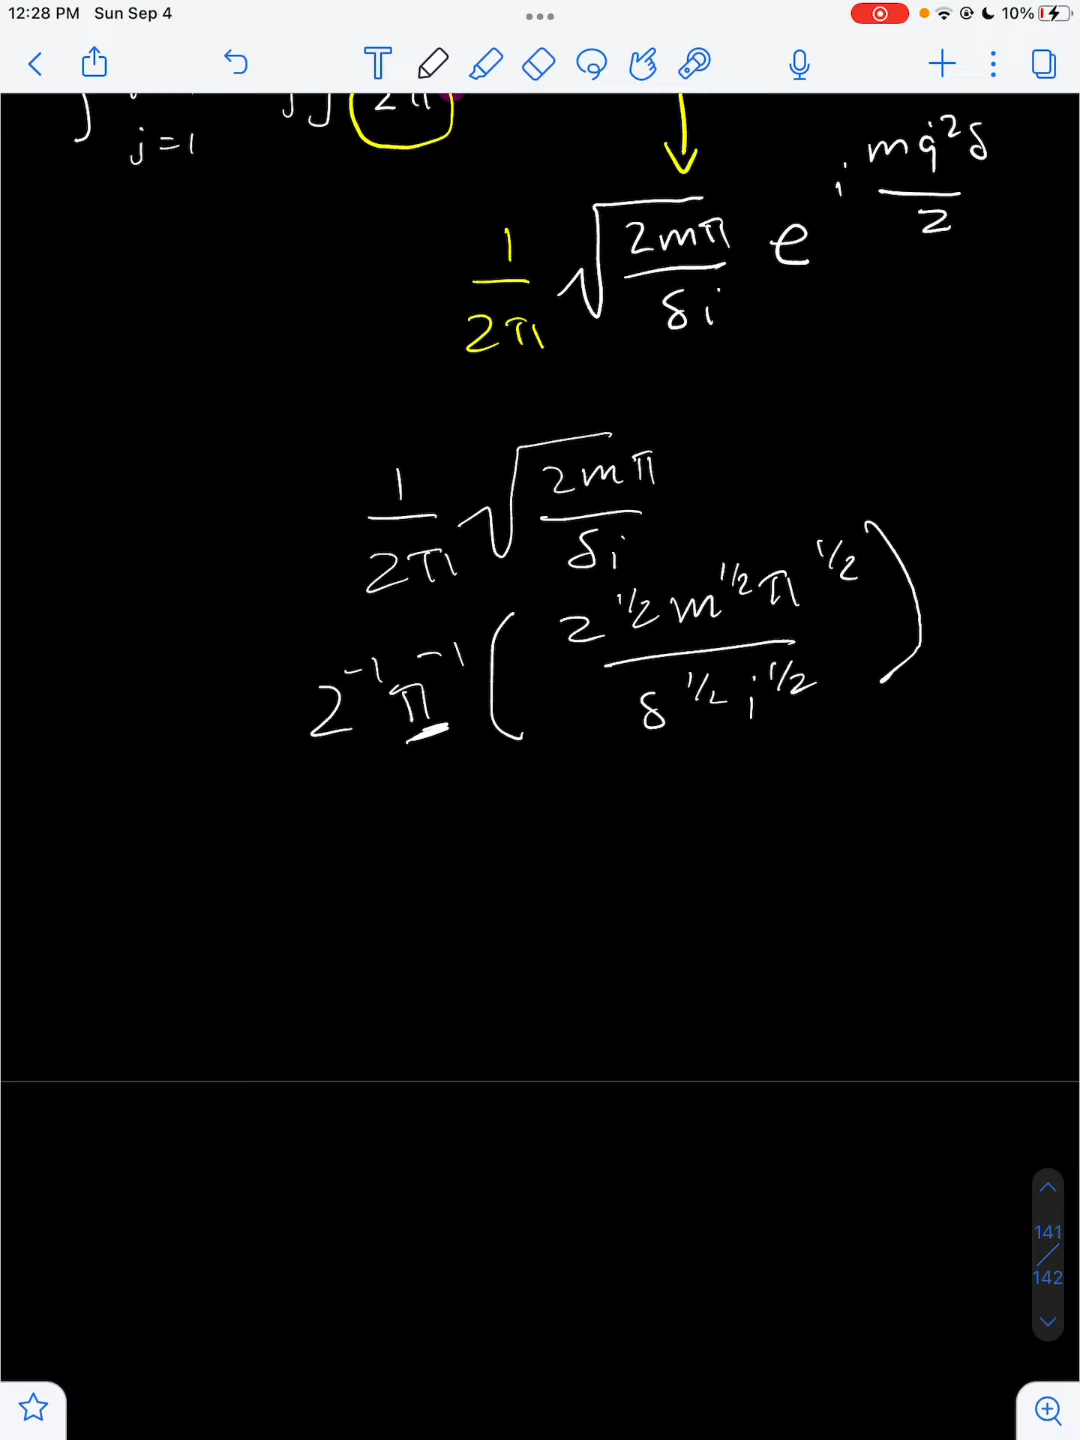 12:28 PM Sun Sep 4 10%
2π
j=1
1/2π √(2mπ/δi) e^(i mq̇²δ/2)
1/2π √(2mπ/δi)
2⁻¹ π⁻¹ (2^1/2 m^1/2 π^1/2 / δ^1/2 i^1/2)
141
142